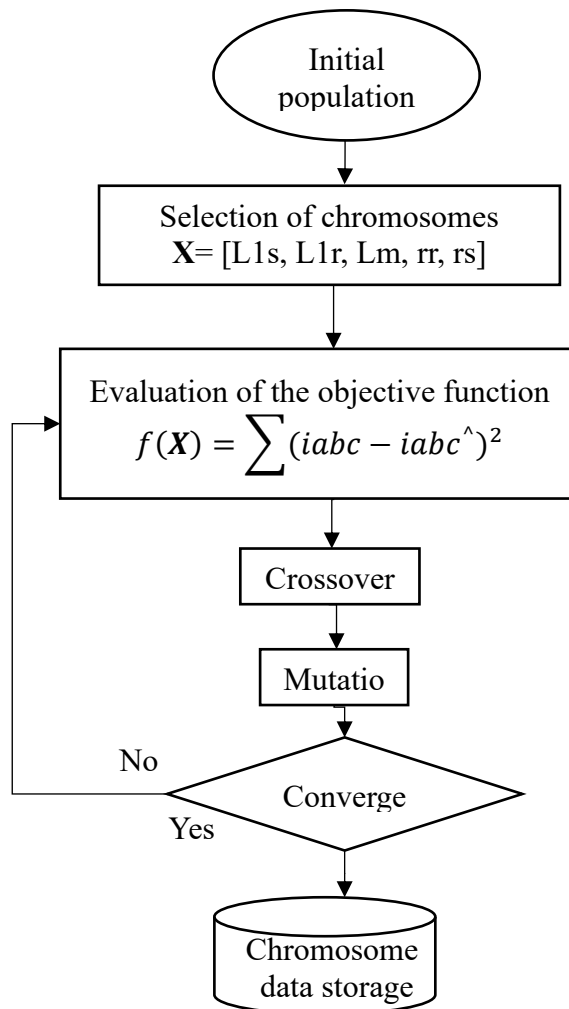 Initial
population
Selection of chromosomes
X= [L1s, L1r, Lm, rr, rs]
Evaluation of the objective function
f(X) = ∑(iabc − iabc^)²
Crossover
Mutatio
No
Converge
Yes
Chromosome
data storage